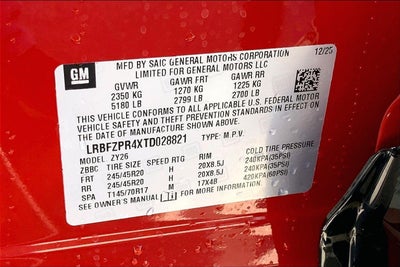 GM
MFD BY SAIC GENERAL MOTORS CORPORATION 12/25
LIMITED FOR GENERAL MOTORS LLC
GVWR GAWR FRT GAWR RR
2350 KG 1270 KG 1225 KG
5180 LB 2799 LB 2700 LB
THIS VEHICLE CONFORMS TO ALL APPLICABLE U.S. FEDERAL MOTOR
VEHICLE SAFETY AND THEFT PREVENTION STANDARDS IN EFFECT ON
THE DATE OF MANUFACTURE SHOWN ABOVE.
LRBFZPR4XTD028821 TYPE: M.P.V.
MODEL: ZY26
ZBBC TIRE SIZE SPEED RTG RIM COLD TIRE PRESSURE
FRT 245/45R20 H 20X8.5J 240KPA(35PSI)
RR 245/45R20 H 20X8.5J 240KPA(35PSI)
SPA T145/70R17 M 17X4B 420KPA(60PSI)
SEE OWNER'S MANUAL FOR MORE INFORMATION.